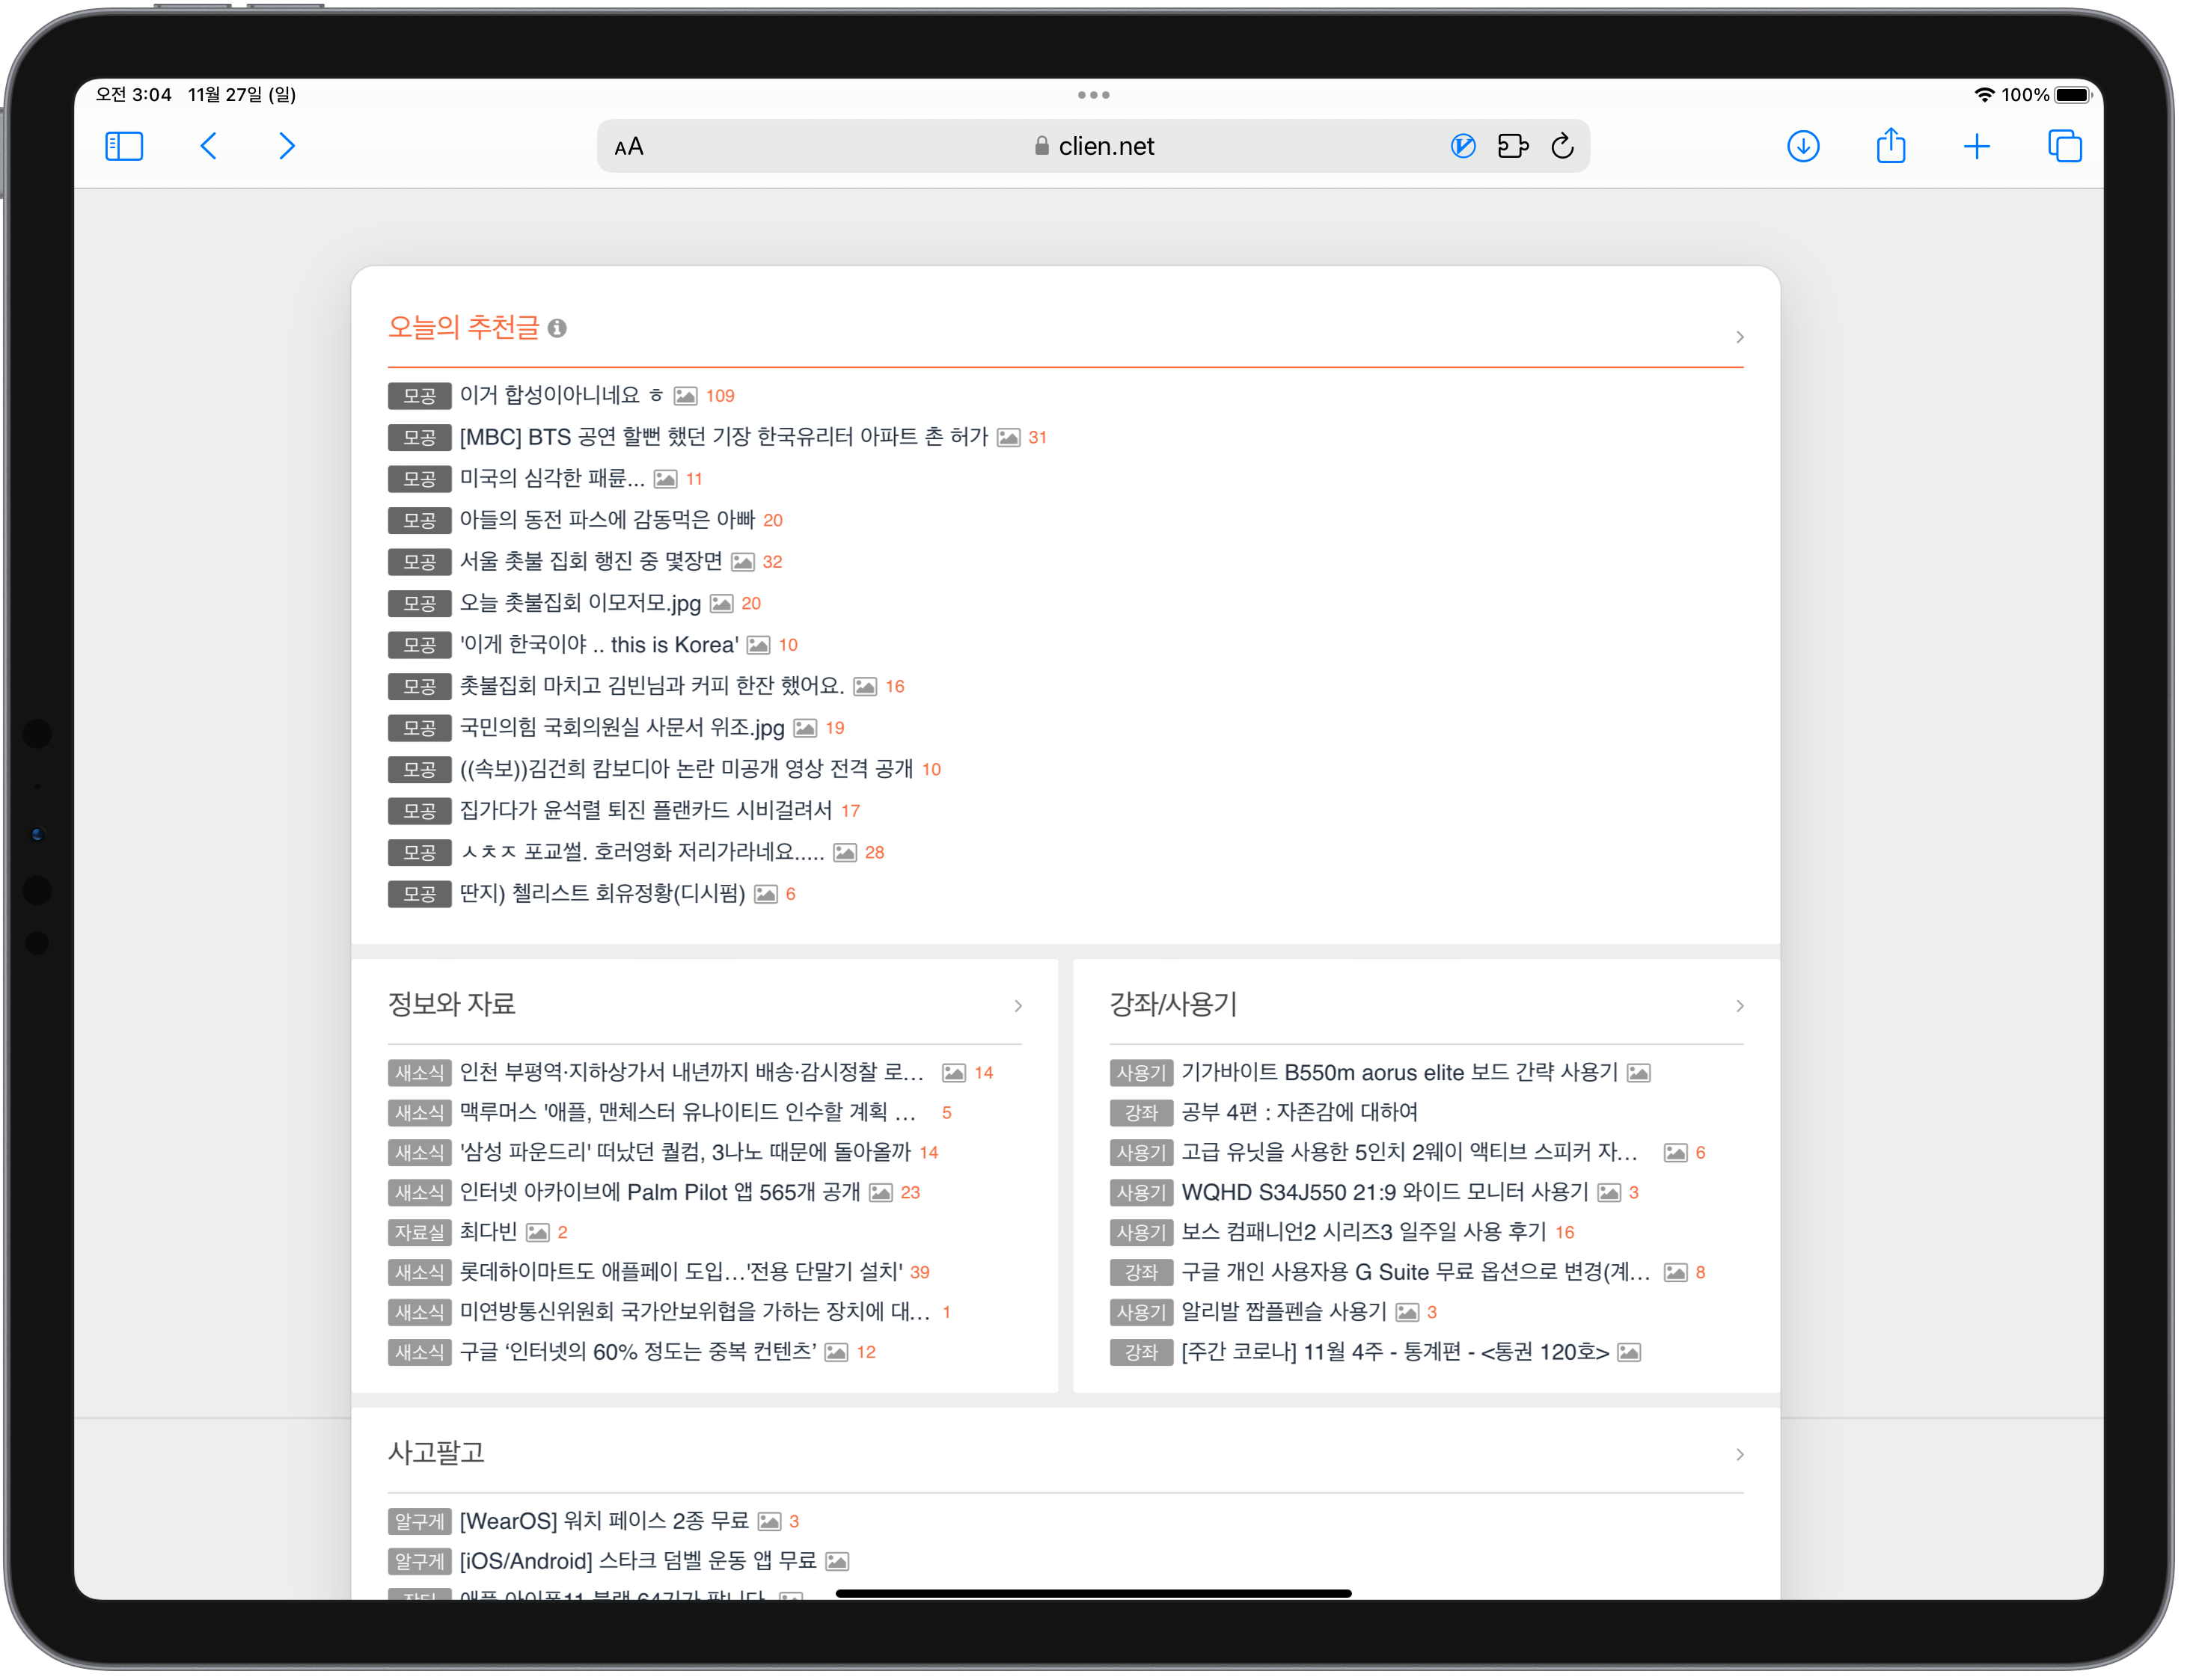 오전 3:04 11월 27일 (일)
100%
AA clien.net
오늘의 추천글
모공 이거 합성이아니네요 ㅎ 109
모공 [MBC] BTS 공연 할뻔 했던 기장 한국유리터 아파트 촌 허가 31
모공 미국의 심각한 패륜... 11
모공 아들의 동전 파스에 감동먹은 아빠 20
모공 서울 촛불 집회 행진 중 몇장면 32
모공 오늘 촛불집회 이모저모.jpg 20
모공 '이게 한국이야 .. this is Korea' 10
모공 촛불집회 마치고 김빈님과 커피 한잔 했어요. 16
모공 국민의힘 국회의원실 사문서 위조.jpg 19
모공 ((속보))김건희 캄보디아 논란 미공개 영상 전격 공개 10
모공 집가다가 윤석렬 퇴진 플랜카드 시비걸려서 17
모공 ㅅㅊㅈ 포교썰. 호러영화 저리가라네요..... 28
모공 딴지) 첼리스트 회유정황(디시펌) 6
정보와 자료
새소식 인천 부평역·지하상가서 내년까지 배송·감시정찰 로... 14
새소식 맥루머스 '애플, 맨체스터 유나이티드 인수할 계획 ... 5
새소식 '삼성 파운드리' 떠났던 퀄컴, 3나노 때문에 돌아올까 14
새소식 인터넷 아카이브에 Palm Pilot 앱 565개 공개 23
자료실 최다빈 2
새소식 롯데하이마트도 애플페이 도입…'전용 단말기 설치' 39
새소식 미연방통신위원회 국가안보위협을 가하는 장치에 대... 1
새소식 구글 ‘인터넷의 60% 정도는 중복 컨텐츠’ 12
강좌/사용기
사용기 기가바이트 B550m aorus elite 보드 간략 사용기
강좌 공부 4편 : 자존감에 대하여
사용기 고급 유닛을 사용한 5인치 2웨이 액티브 스피커 자... 6
사용기 WQHD S34J550 21:9 와이드 모니터 사용기 3
사용기 보스 컴패니언2 시리즈3 일주일 사용 후기 16
강좌 구글 개인 사용자용 G Suite 무료 옵션으로 변경(계... 8
사용기 알리발 짭플펜슬 사용기 3
강좌 [주간 코로나] 11월 4주 - 통계편 - <통권 120호>
사고팔고
알구게 [WearOS] 워치 페이스 2종 무료 3
알구게 [iOS/Android] 스타크 덤벨 운동 앱 무료
애플 아이폰11 블랙 64기가 팝니다